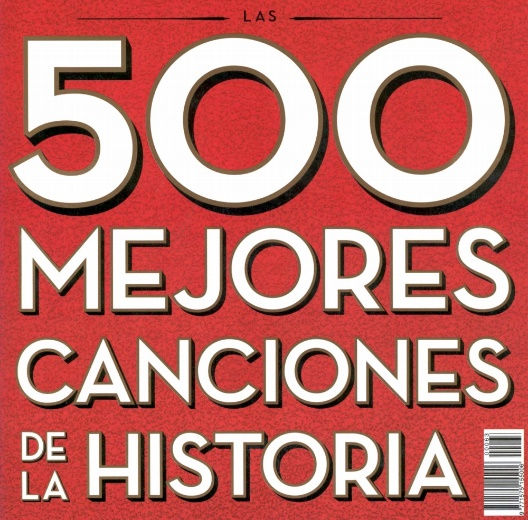 LAS
500
MEJORES
CANCIONES
DE LA HISTORIA